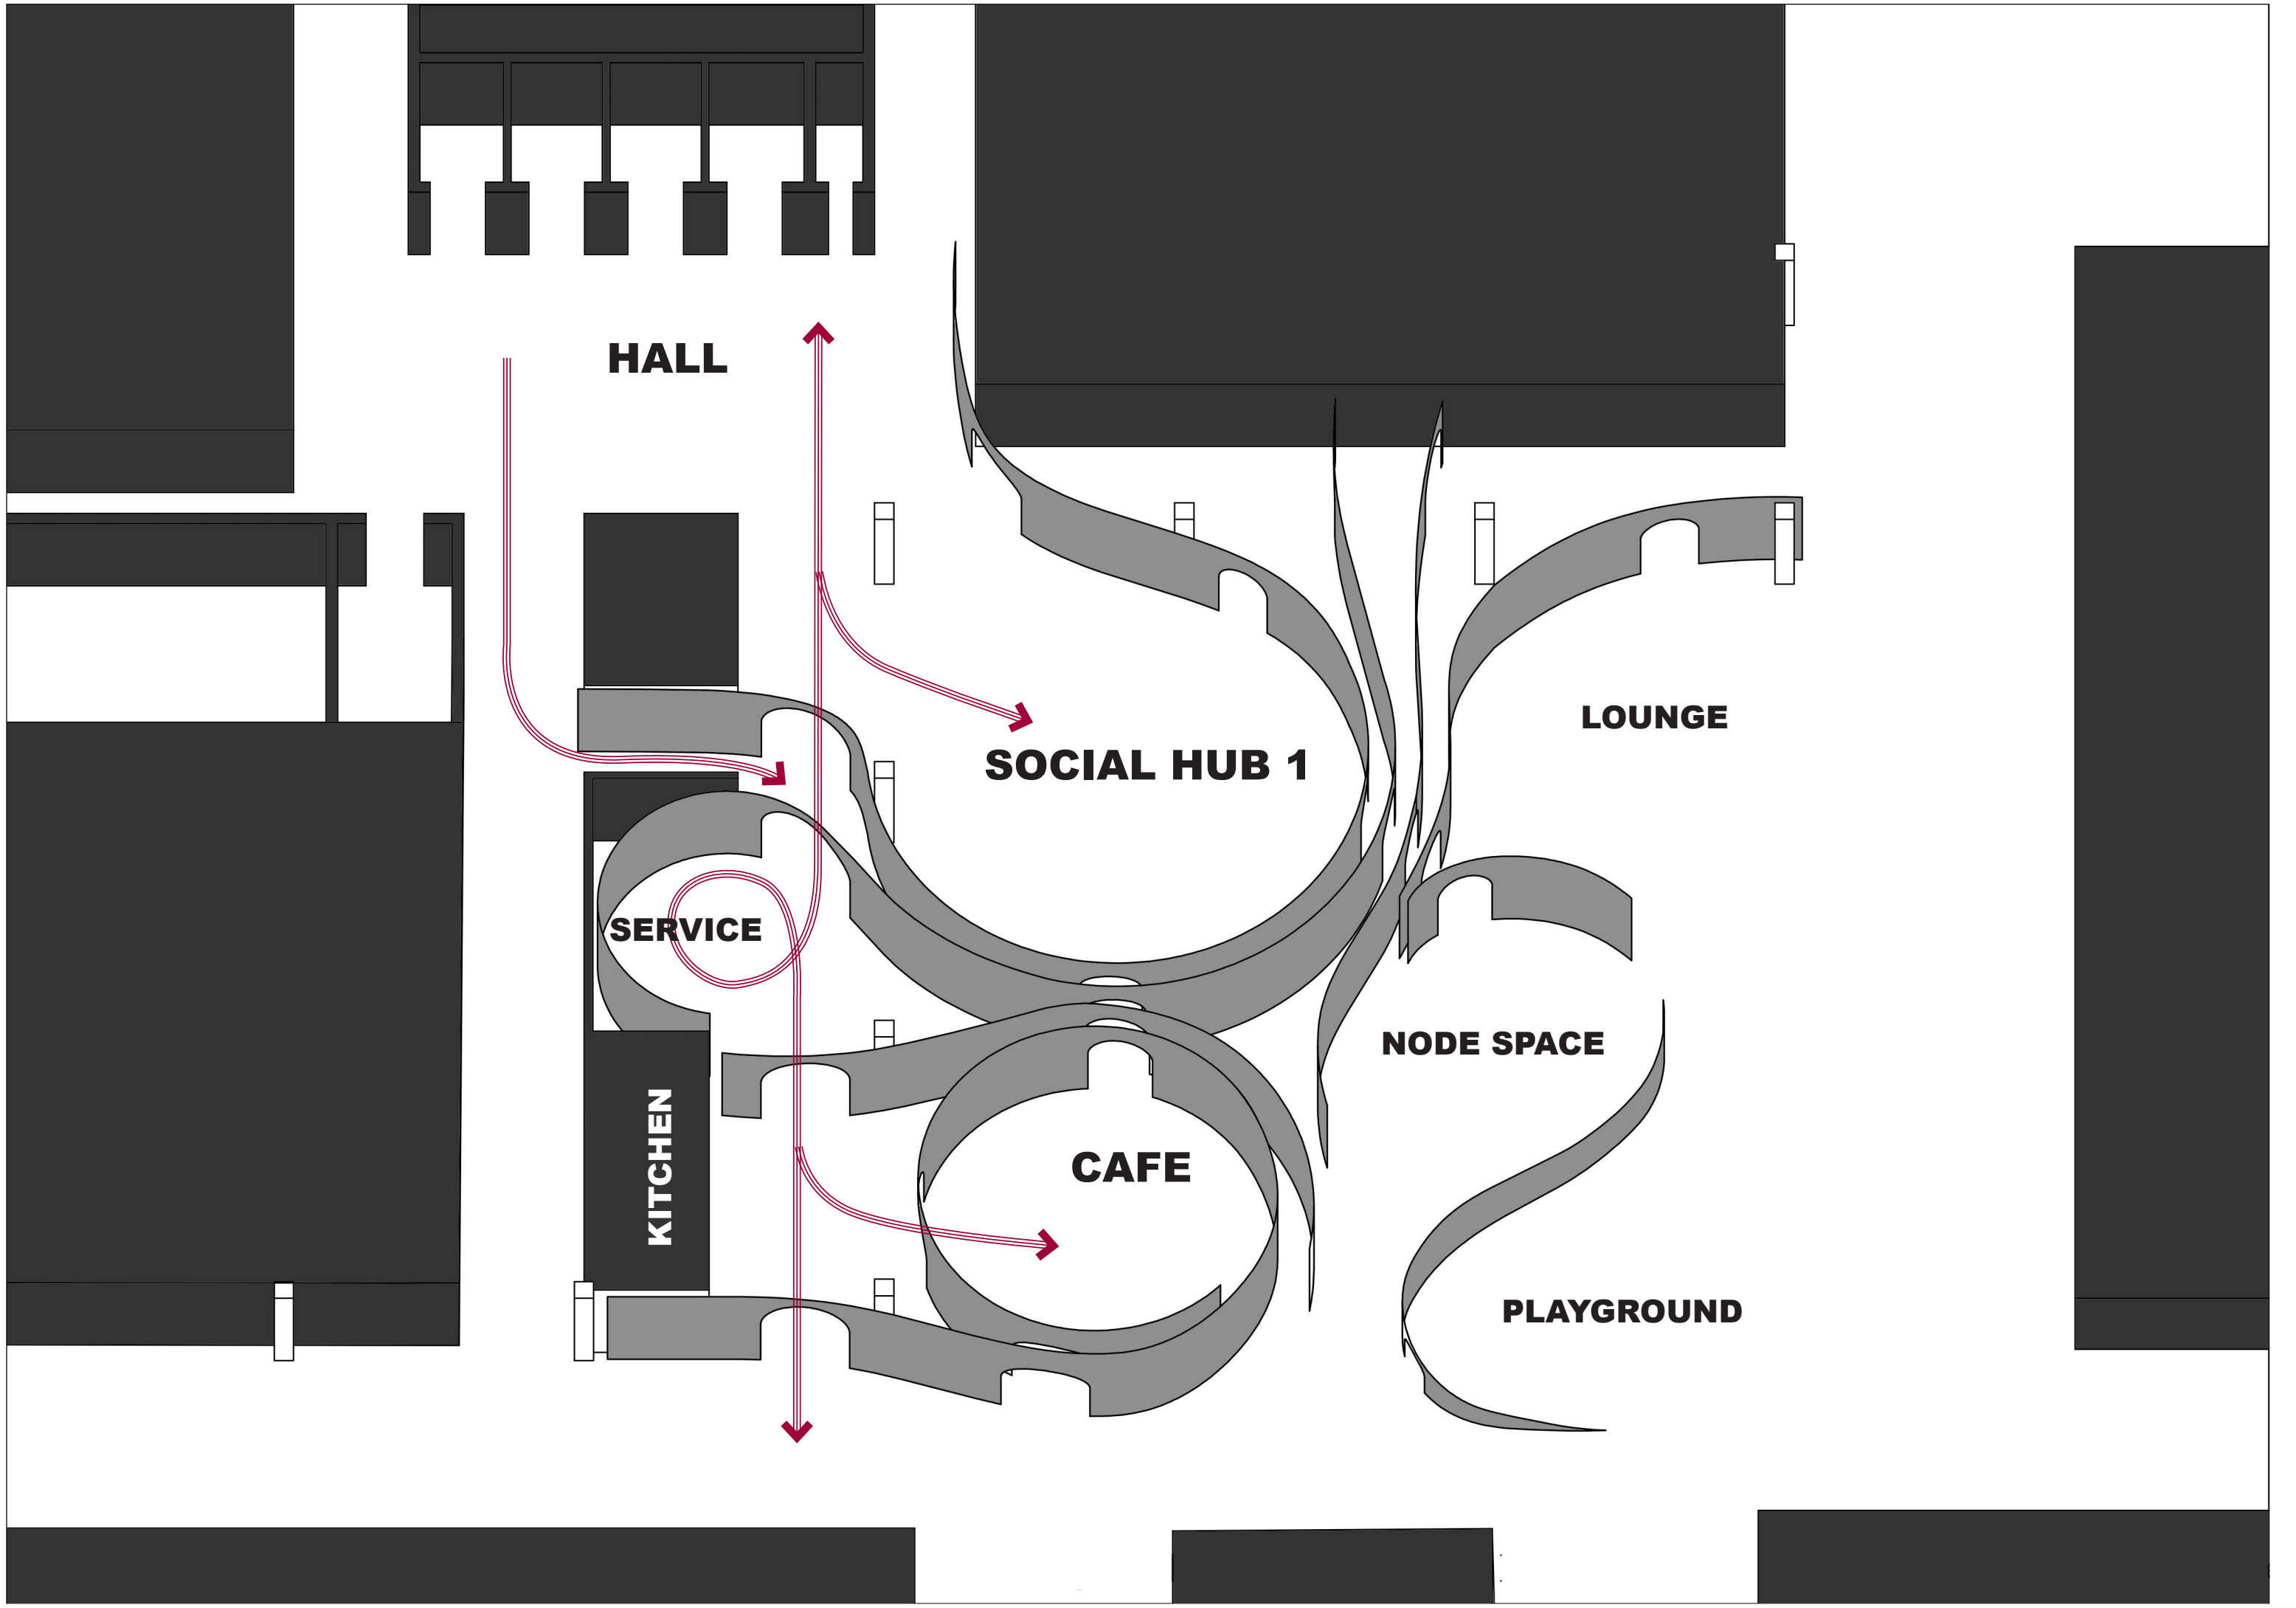 HALL
LOUNGE
SOCIAL HUB 1
SERVICE
NODE SPACE
KITCHEN
CAFE
PLAYGROUND